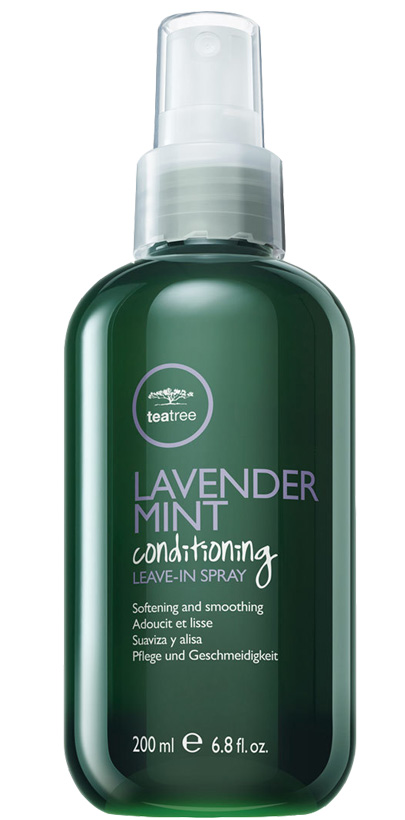 teatree
LAVENDER
MINT
conditioning
LEAVE-IN SPRAY
Softening and smoothing
Adoucit et lisse
Suaviza y alisa
Pflege und Geschmeidigkeit
200 ml ℮ 6.8 fl. oz.